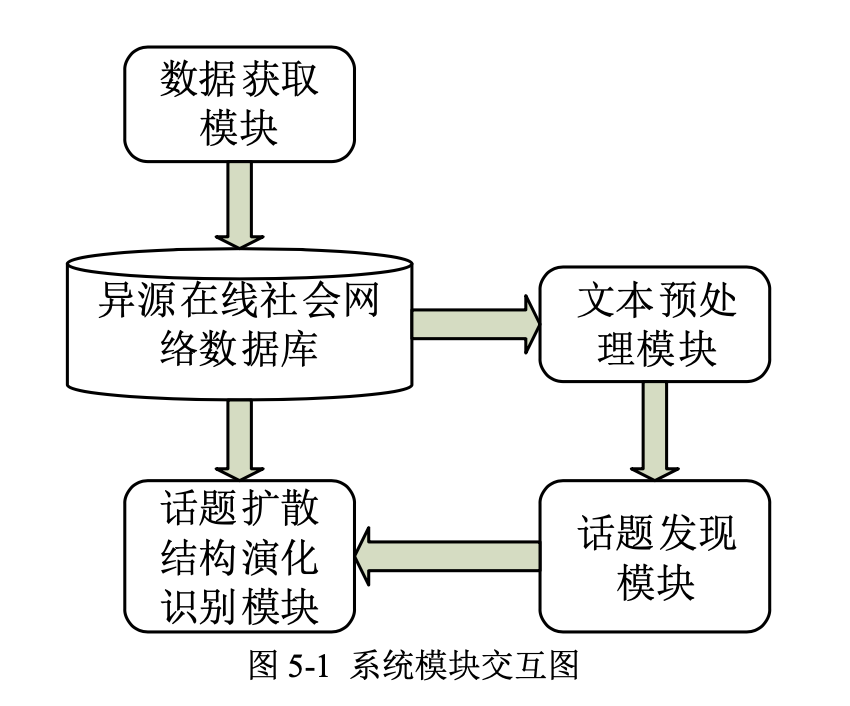 数据获取
模块
异源在线社会网
络数据库
文本预处
理模块
话题扩散
结构演化
识别模块
话题发现
模块
图 5-1 系统模块交互图